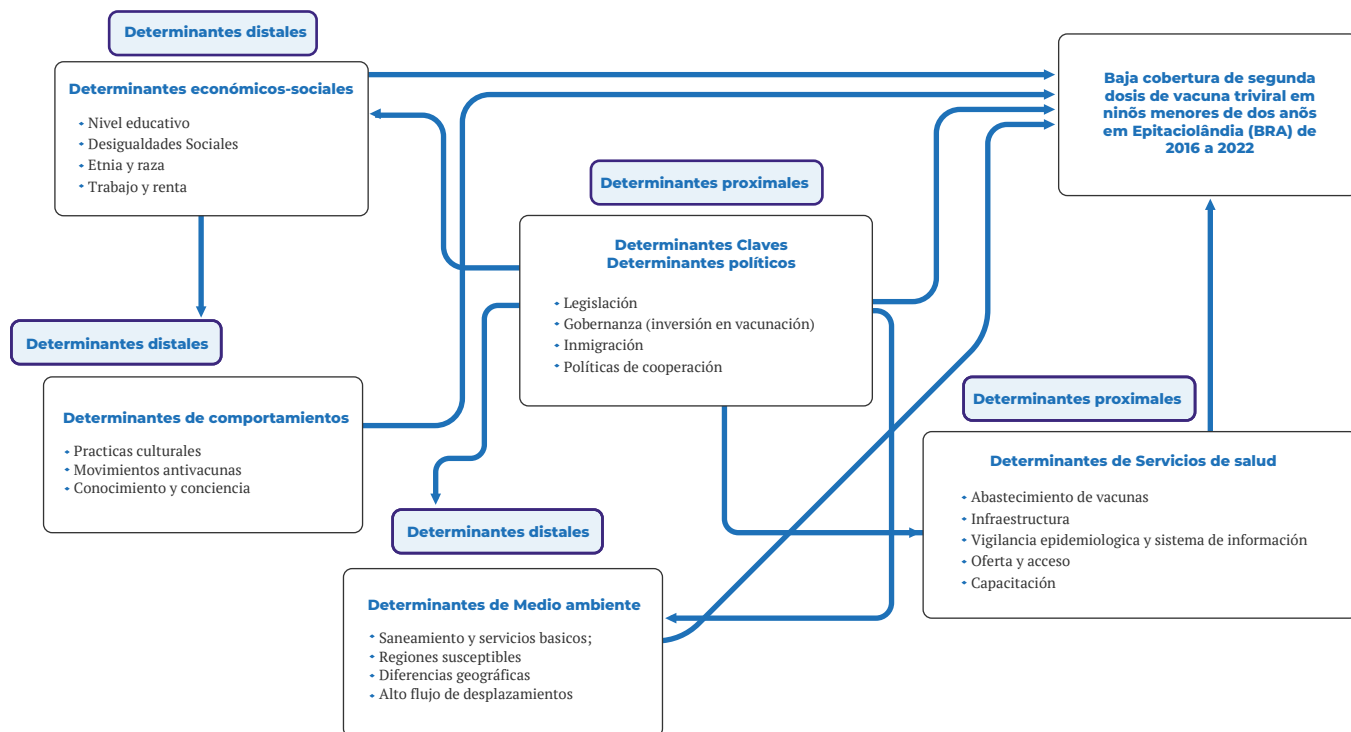 Determinantes distales
Determinantes económicos-sociales
Nivel educativo
Desigualdades Sociales
Etnia y raza
Trabajo y renta
Baja cobertura de segunda
dosis de vacuna triviral em
ninõs menores de dos anõs
em Epitaciolândia (BRA) de
2016 a 2022
Determinantes proximales
Determinantes Claves
Determinantes políticos
Legislación
Gobernanza (inversión en vacunación)
Inmigración
Políticas de cooperación
Determinantes distales
Determinantes de comportamientos
Practicas culturales
Movimientos antivacunas
Conocimiento y conciencia
Determinantes proximales
Determinantes de Servicios de salud
Abastecimiento de vacunas
Infraestructura
Vigilancia epidemiologica y sistema de información
Oferta y acceso
Capacitación
Determinantes distales
Determinantes de Medio ambiente
Saneamiento y servicios basicos;
Regiones susceptibles
Diferencias geográficas
Alto flujo de desplazamientos